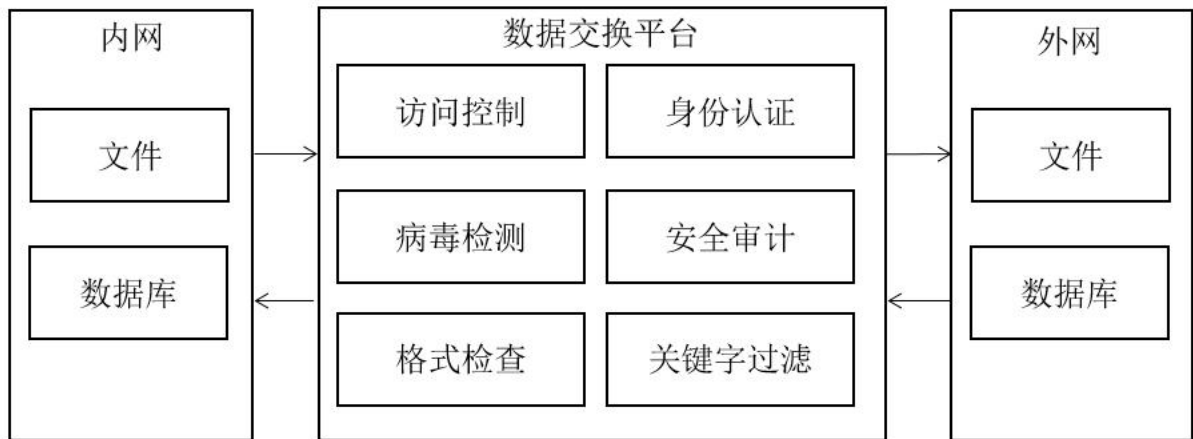 内网
文件
数据库
数据交换平台
访问控制
身份认证
病毒检测
安全审计
格式检查
关键字过滤
外网
文件
数据库